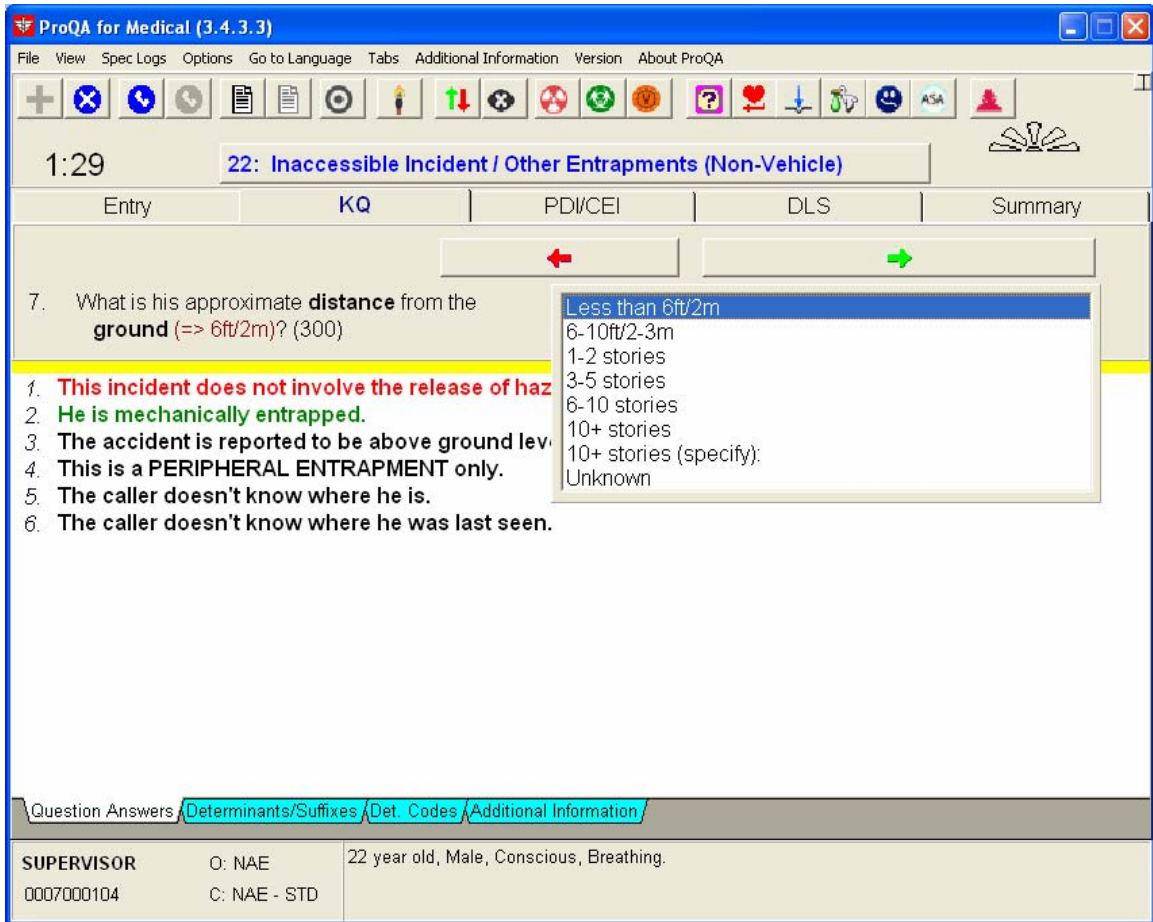 ProQA for Medical (3.4.3.3)
File View Spec Logs Options Go to Language Tabs Additional Information Version About ProQA
ASA
1:29
22: Inaccessible Incident / Other Entrapments (Non-Vehicle)
Entry KQ PDI/CEI DLS Summary
7. What is his approximate distance from the
ground (=> 6ft/2m)? (300)
Less than 6ft/2m
6-10ft/2-3m
1-2 stories
3-5 stories
6-10 stories
10+ stories
10+ stories (specify):
Unknown
1. This incident does not involve the release of haz
2. He is mechanically entrapped.
3. The accident is reported to be above ground lev
4. This is a PERIPHERAL ENTRAPMENT only.
5. The caller doesn't know where he is.
6. The caller doesn't know where he was last seen.
Question Answers Determinants/Suffixes Det. Codes Additional Information
SUPERVISOR O: NAE 22 year old, Male, Conscious, Breathing.
0007000104 C: NAE - STD